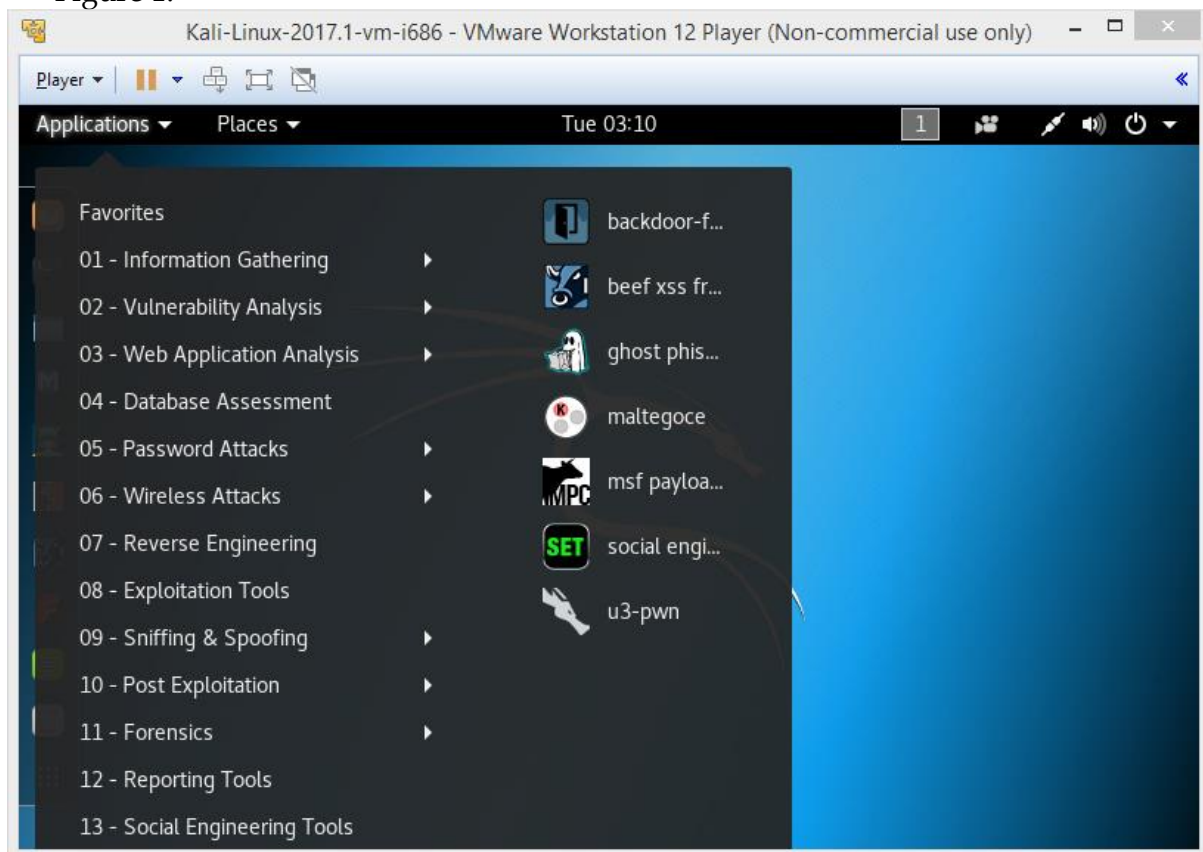 Figure 1.
Kali-Linux-2017.1-vm-i686 - VMware Workstation 12 Player (Non-commercial use only)
Player
Applications Places Tue 03:10 1
Favorites
01 - Information Gathering
02 - Vulnerability Analysis
03 - Web Application Analysis
04 - Database Assessment
05 - Password Attacks
06 - Wireless Attacks
07 - Reverse Engineering
08 - Exploitation Tools
09 - Sniffing & Spoofing
10 - Post Exploitation
11 - Forensics
12 - Reporting Tools
13 - Social Engineering Tools
backdoor-f...
beef xss fr...
ghost phis...
K
maltegoce
MPC
msf payloa...
SET
social engi...
u3-pwn